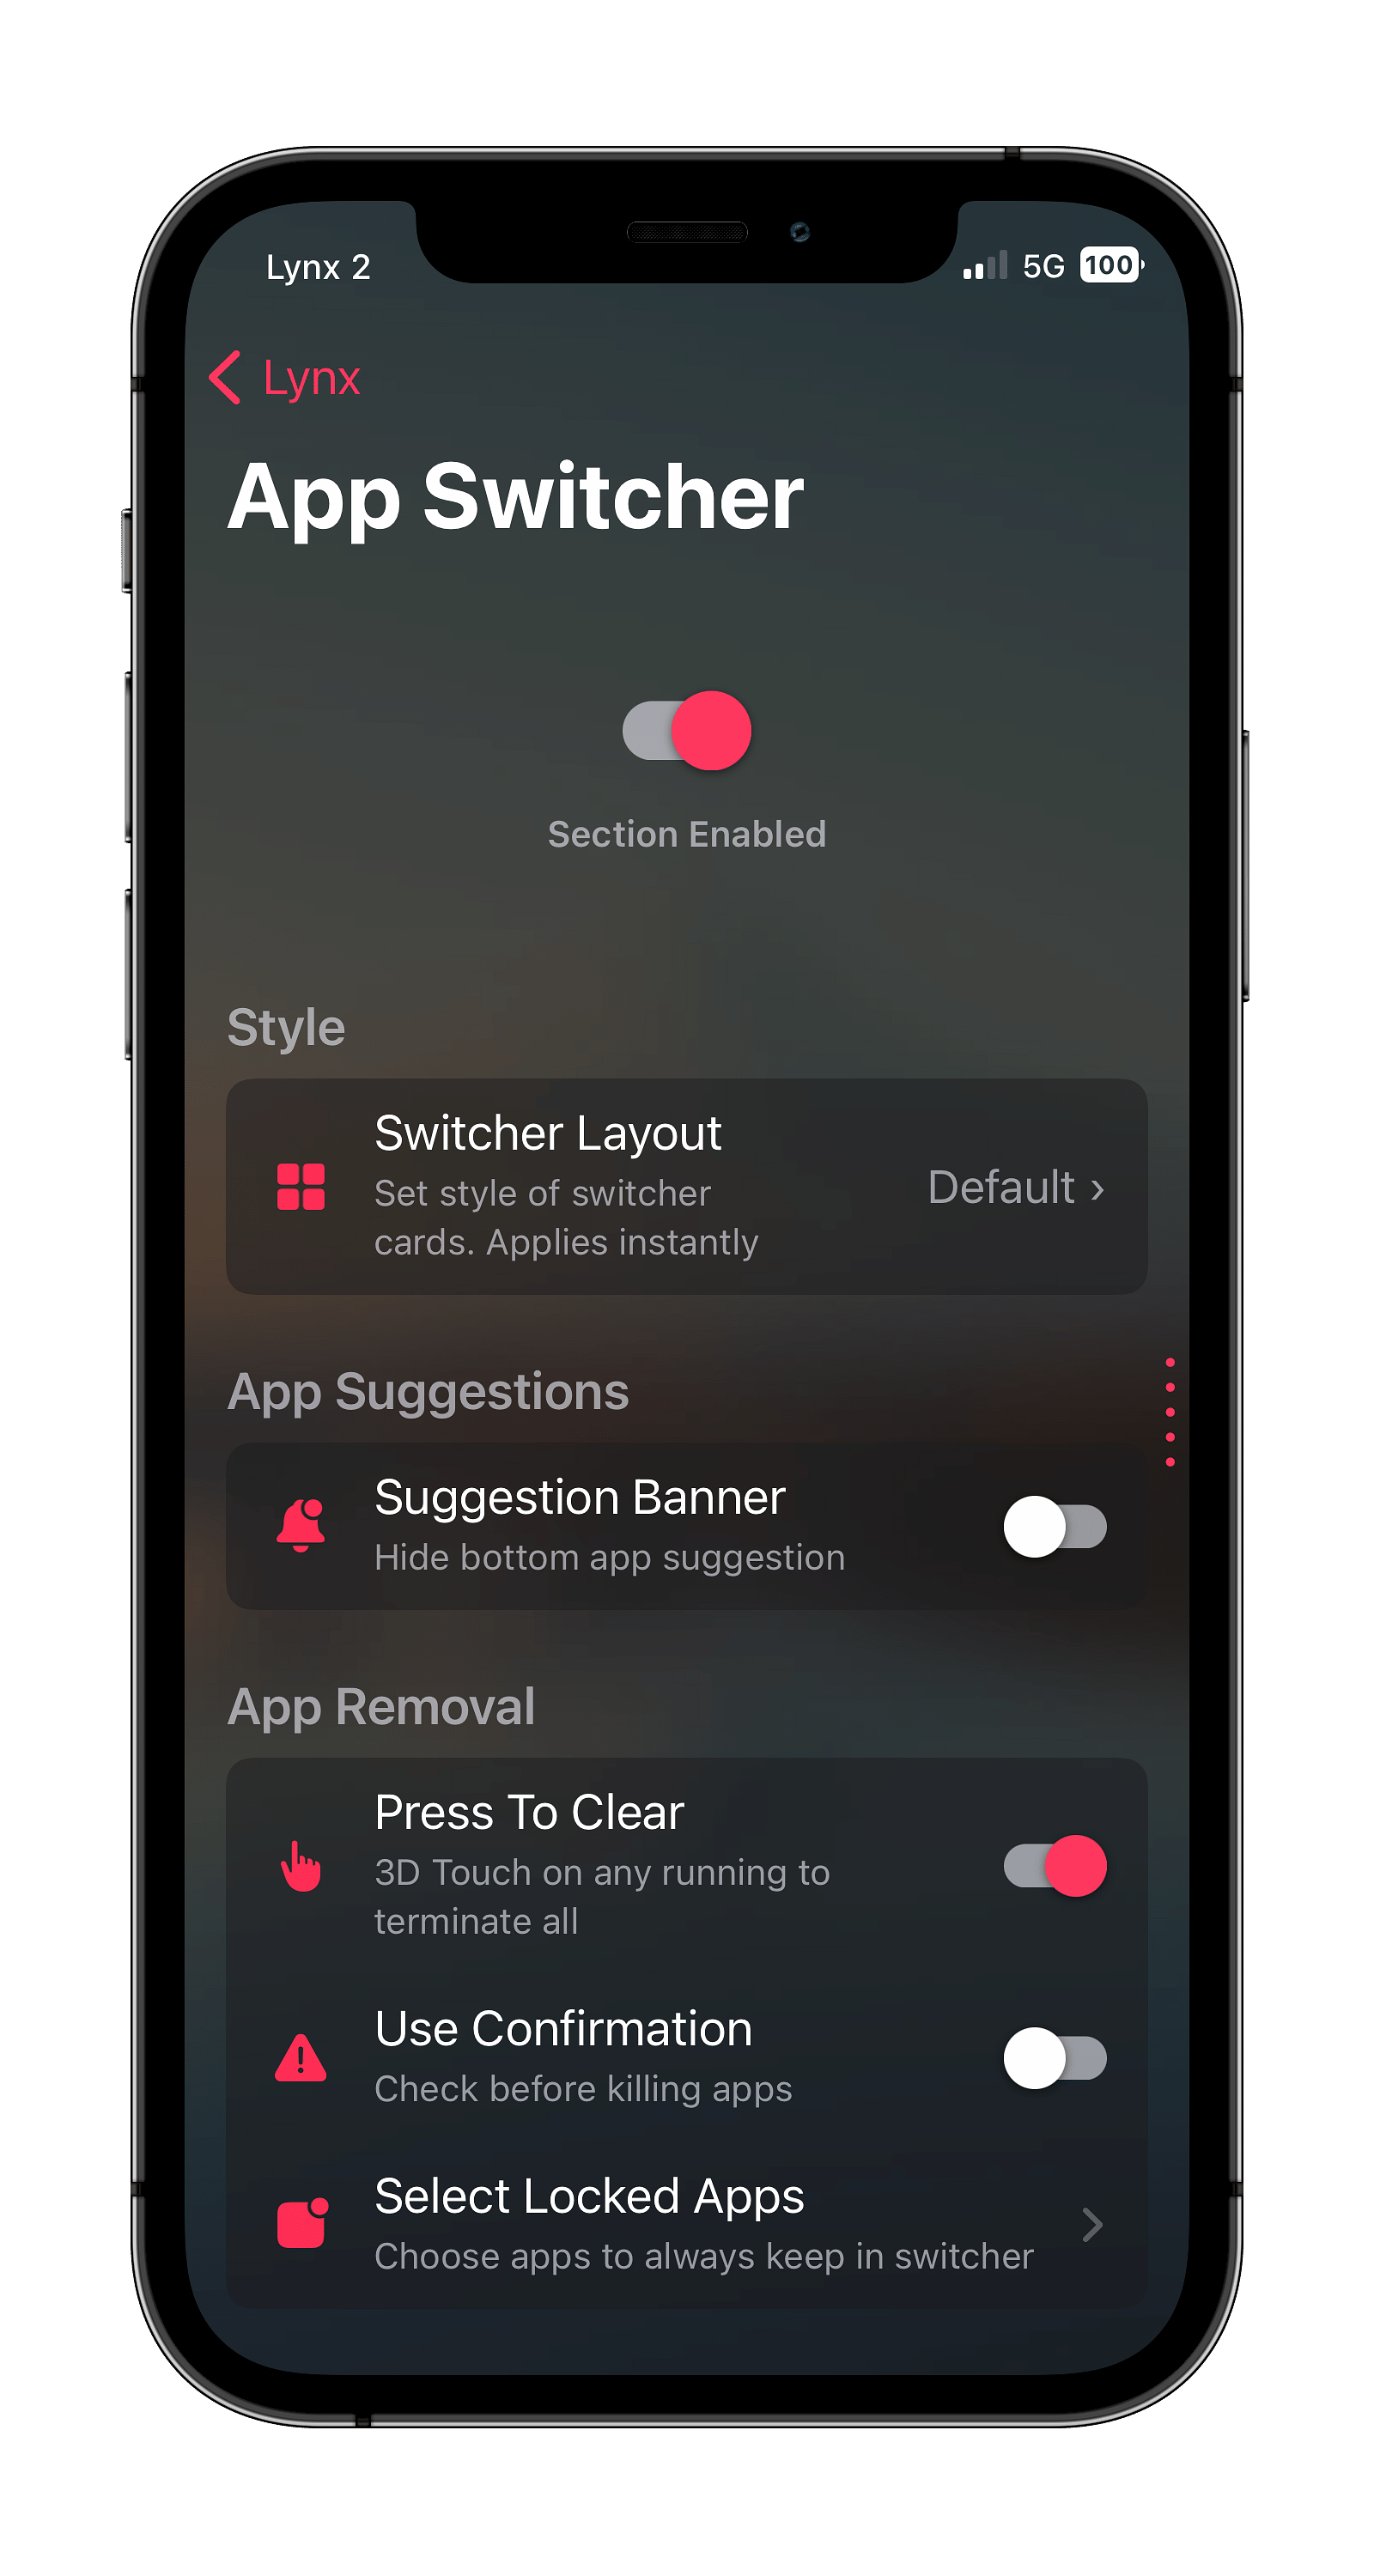 Lynx 2
5G 100
Lynx
App Switcher
Section Enabled
Style
Switcher Layout
Set style of switcher
cards. Applies instantly
Default ›
App Suggestions
Suggestion Banner
Hide bottom app suggestion
App Removal
Press To Clear
3D Touch on any running to
terminate all
Use Confirmation
Check before killing apps
Select Locked Apps
Choose apps to always keep in switcher